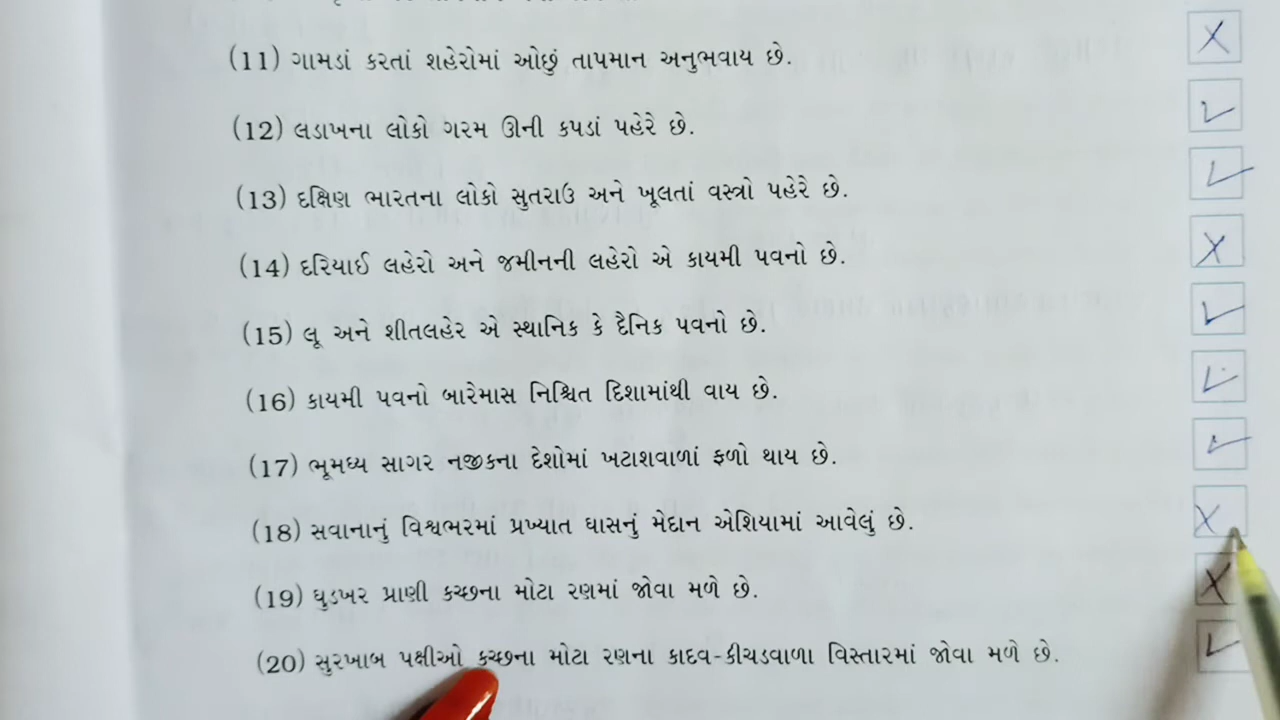 (11) ગામડાં કરતાં શહેરોમાં ઓછું તાપમાન અનુભવાય છે. ✗
(12) લડાખના લોકો ગરમ ઊની કપડાં પહેરે છે. ✓
(13) દક્ષિણ ભારતના લોકો સુતરાઉ અને ખૂલતાં વસ્ત્રો પહેરે છે. ✓
(14) દરિયાઈ લહેરો અને જમીનની લહેરો એ કાયમી પવનો છે. ✗
(15) લૂ અને શીતલહેર એ સ્થાનિક કે દૈનિક પવનો છે. ✓
(16) કાયમી પવનો બારેમાસ નિશ્ચિત દિશામાંથી વાય છે. ✓
(17) ભૂમધ્ય સાગર નજીકના દેશોમાં ખટાશવાળાં ફળો થાય છે. ✓
(18) સવાનાનું વિશ્વભરમાં પ્રખ્યાત ઘાસનું મેદાન એશિયામાં આવેલું છે. ✗
(19) ઘુડખર પ્રાણી કચ્છના મોટા રણમાં જોવા મળે છે. ✗
(20) સુરખાબ પક્ષીઓ કચ્છના મોટા રણના કાદવ-કીચડવાળા વિસ્તારમાં જોવા મળે છે. ✓